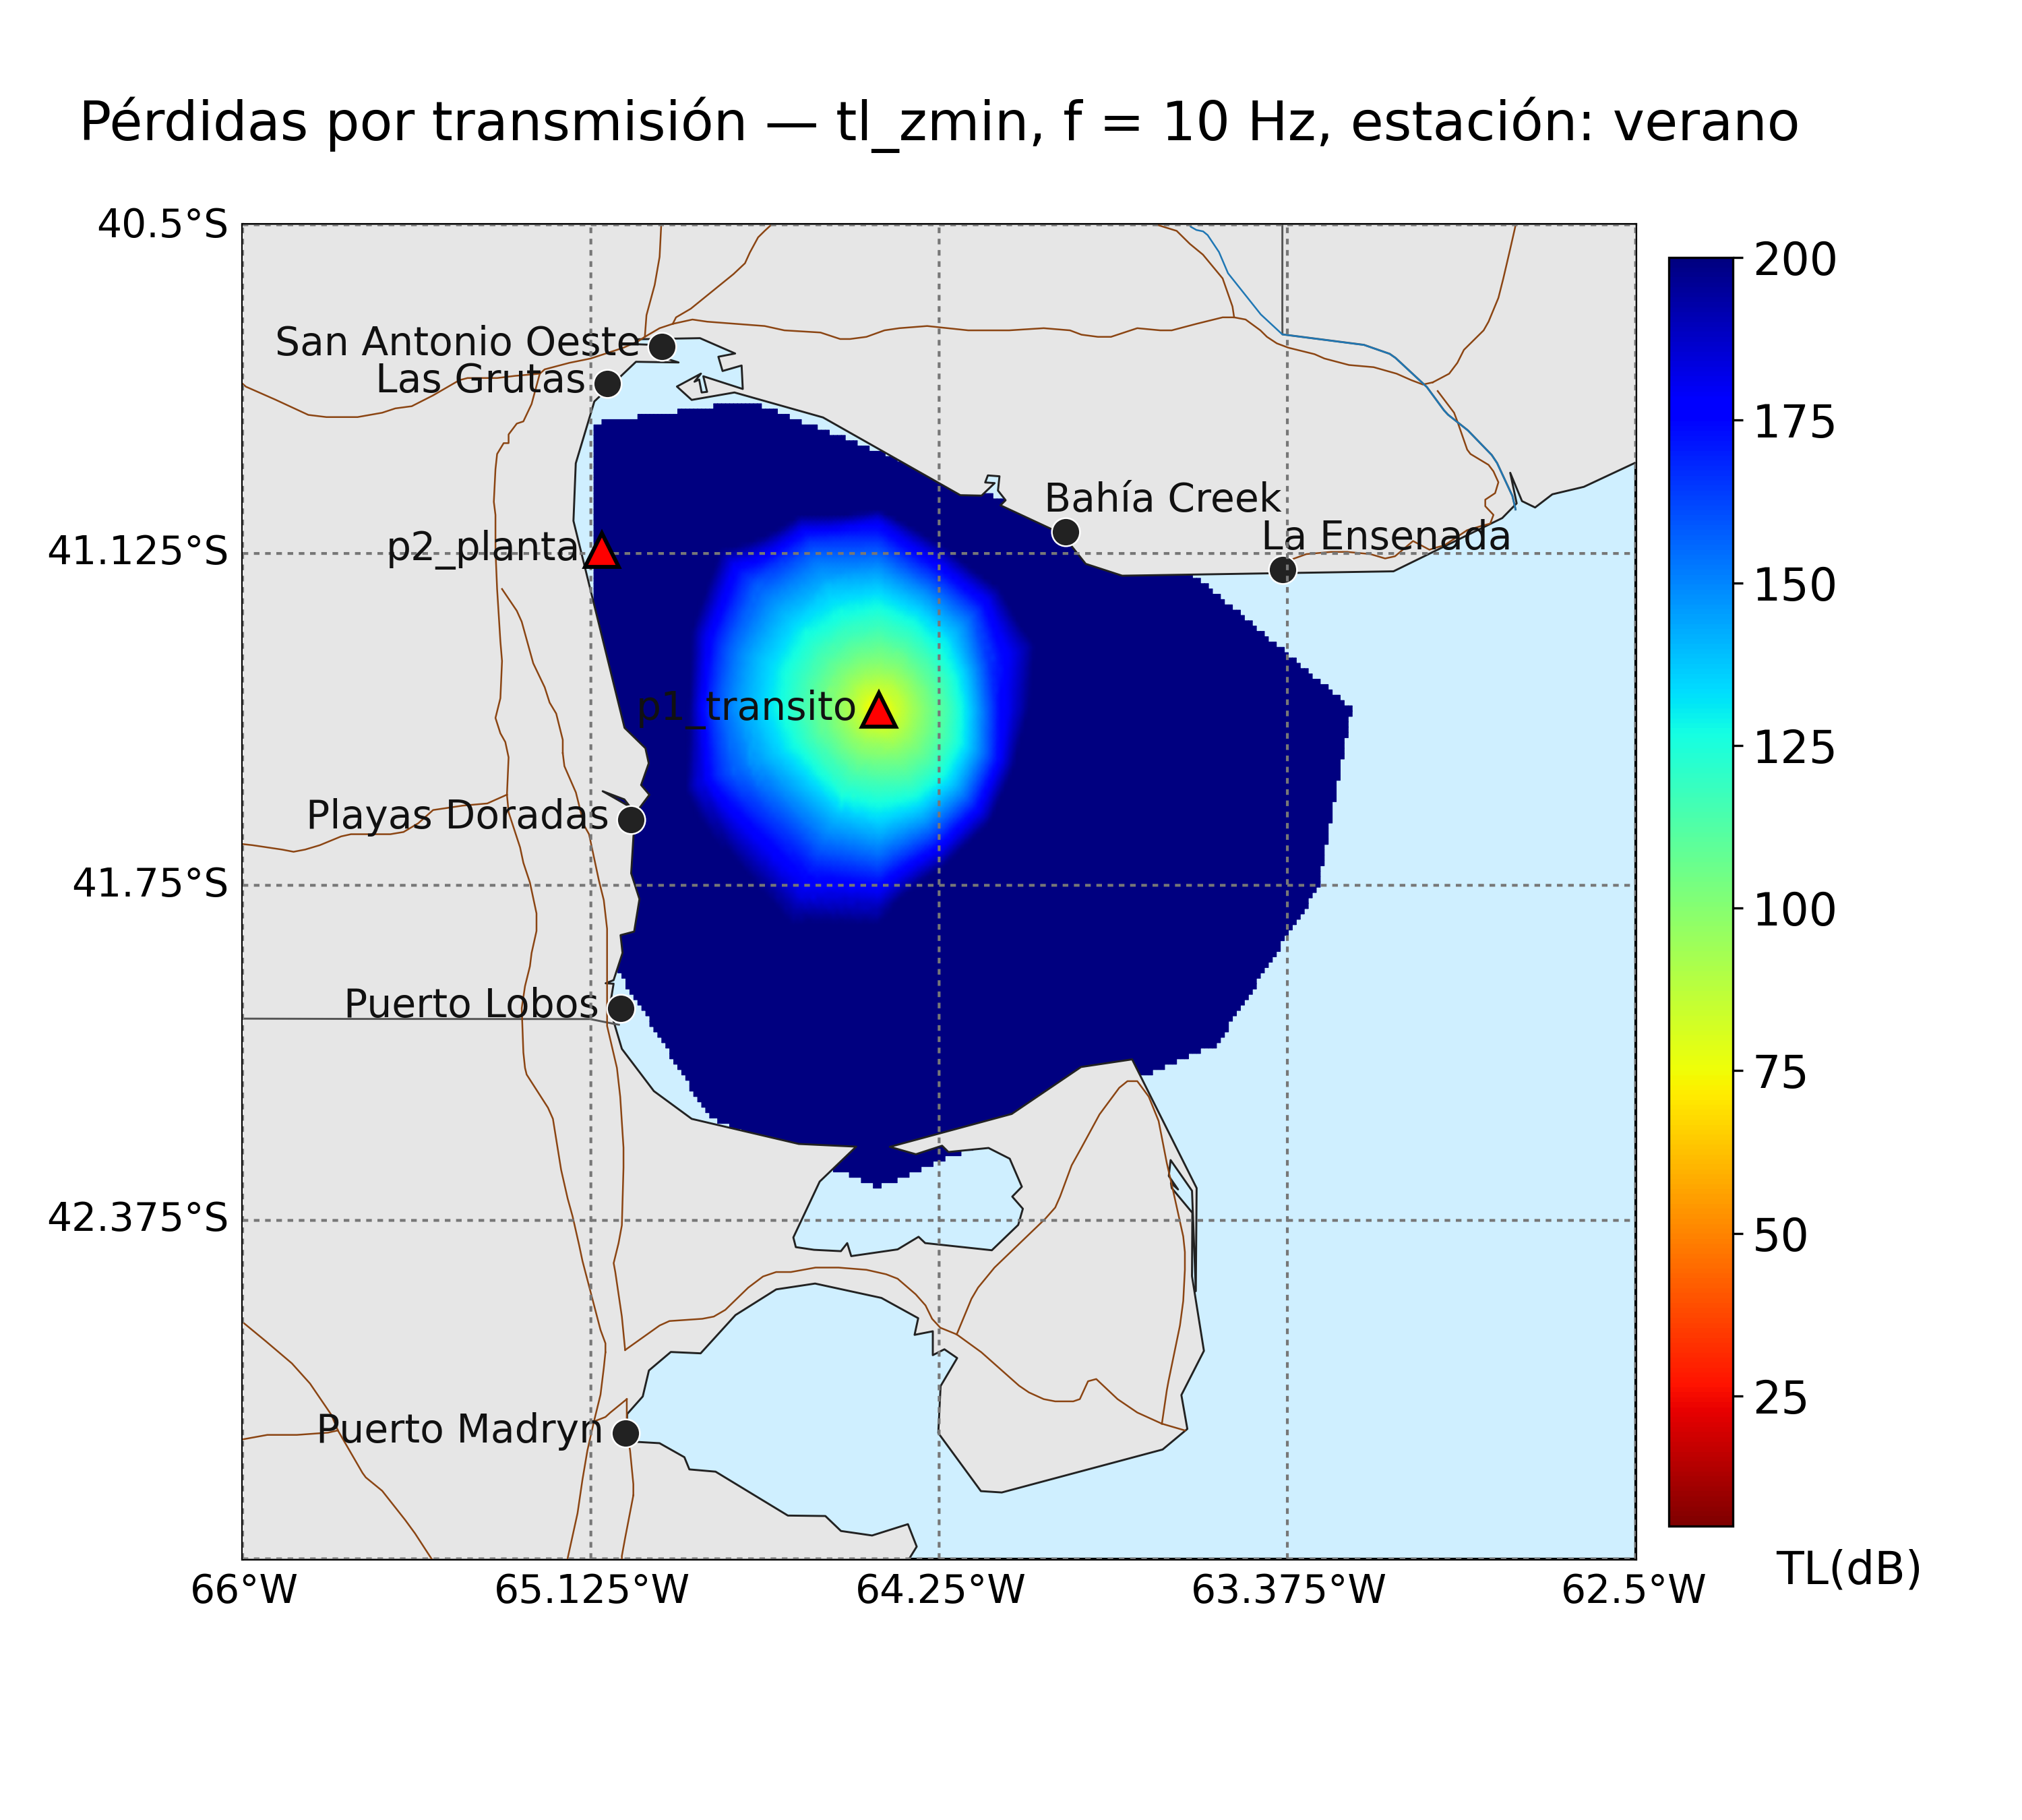 Pérdidas por transmisión — tl_zmin, f = 10 Hz, estación: verano
40.5°S
200
San Antonio Oeste
Las Grutas
175
Bahía Creek
La Ensenada
p2_planta
41.125°S
150
p1_transito
125
Playas Doradas
41.75°S
100
Puerto Lobos
75
42.375°S
50
25
Puerto Madryn
TL(dB)
66°W
65.125°W
64.25°W
63.375°W
62.5°W